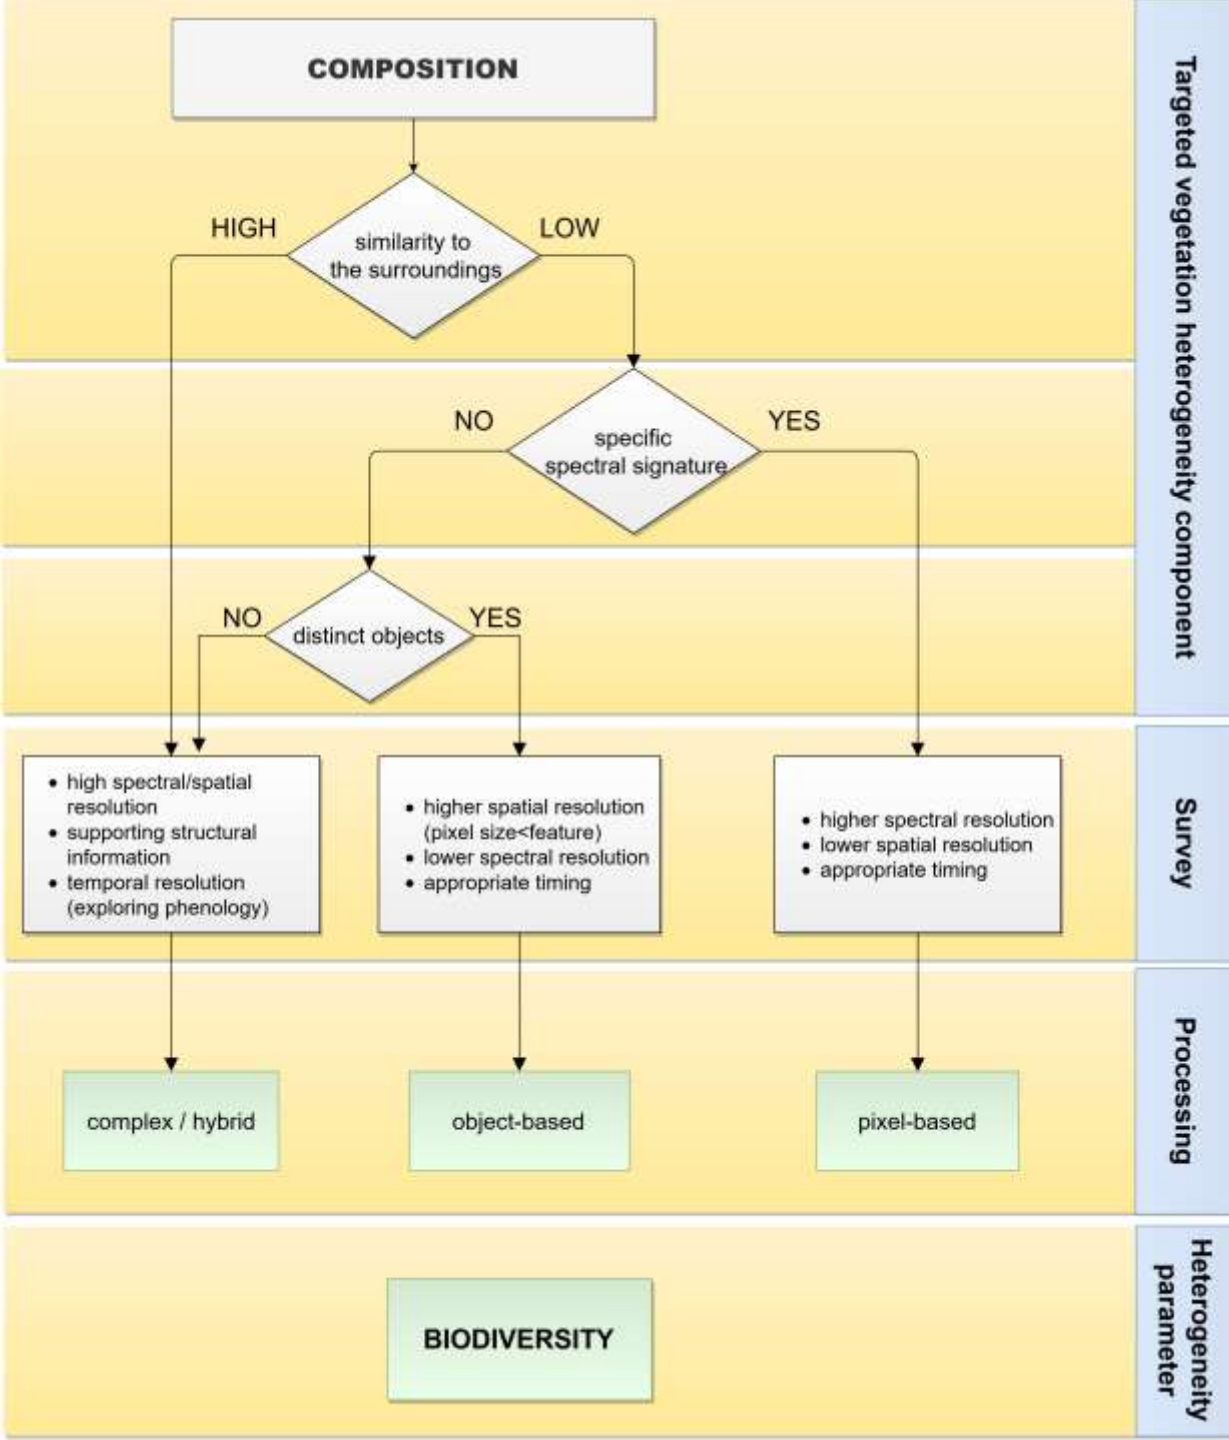 COMPOSITION
HIGH
LOW
similarity to
the surroundings
NO
YES
specific
spectral signature
NO
YES
distinct objects
• high spectral/spatial
resolution
• supporting structural
information
• temporal resolution
(exploring phenology)
• higher spatial resolution
(pixel size<feature)
• lower spectral resolution
• appropriate timing
• higher spectral resolution
• lower spatial resolution
• appropriate timing
complex / hybrid
object-based
pixel-based
BIODIVERSITY
Targeted vegetation heterogeneity component
Survey
Processing
Heterogeneity
parameter